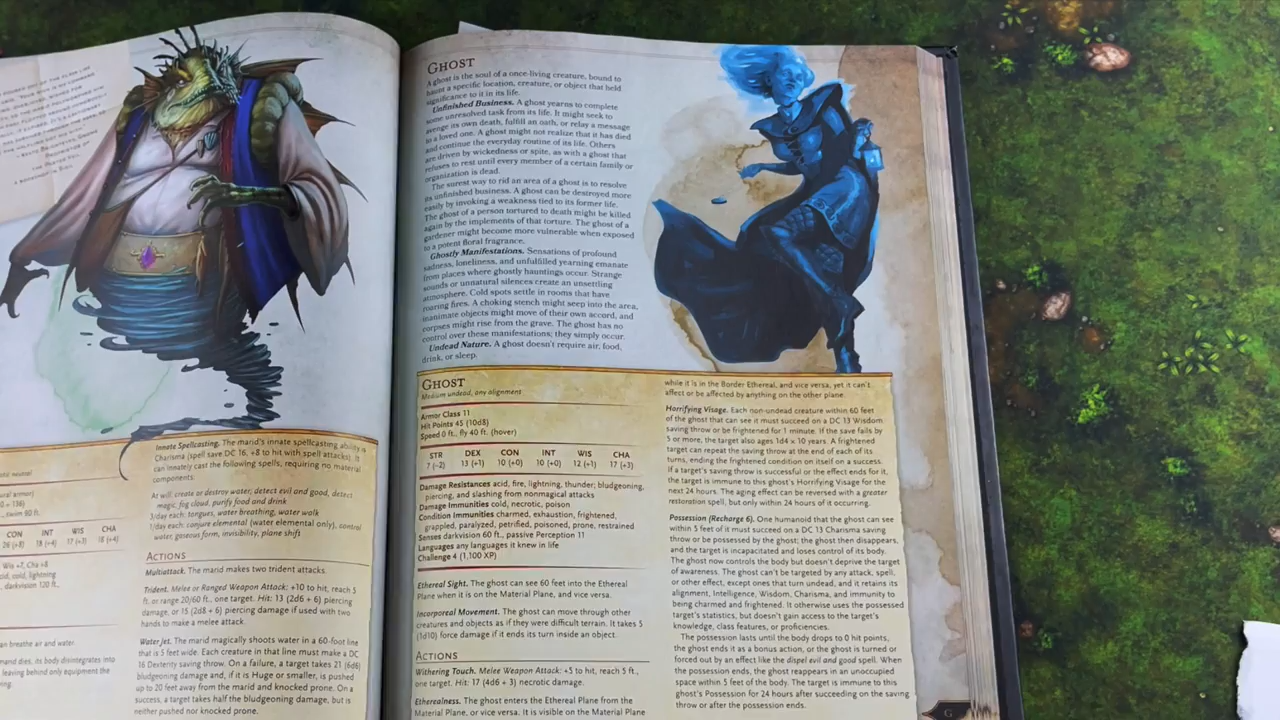 - KEPTE DALIGHTSONG, GNOME
PROPRIETOR OF
Innate Spellcasting. The marid's innate spellcasting ability is
Charisma (spell save DC 16, +8 to hit with spell attacks). It
can innately cast the following spells, requiring no material
components:
At will: create or destroy water, detect evil and good, detect
magic, fog cloud, purify food and drink
3/day each: tongues, water breathing, water walk
1/day each: conjure elemental (water elemental only), control
water, gaseous form, invisibility, plane shift
swim 90 ft.
CON INT WIS CHA
26 (+8) 18 (+4) 17 (+3) 18 (+4)
Wis +7, Cha +8
cid, cold, lightning
darkvision 120 ft.,
an breathe air and water.
marid dies, its body disintegrates into
leaving behind only equipment the
ACTIONS
Multiattack. The marid makes two trident attacks.
Trident. Melee or Ranged Weapon Attack: +10 to hit, reach 5
ft. or range 20/60 ft., one target. Hit: 13 (2d6 + 6) piercing
damage, or 15 (2d8 + 6) piercing damage if used with two
hands to make a melee attack.
Water Jet. The marid magically shoots water in a 60-foot line
that is 5 feet wide. Each creature in that line must make a DC
16 Dexterity saving throw. On a failure, a target takes 21 (6d6)
bludgeoning damage and, if it is Huge or smaller, is pushed
up to 20 feet away from the marid and knocked prone. On a
success, a target takes half the bludgeoning damage, but is
neither pushed nor knocked prone.
GHOST
A ghost is the soul of a once-living creature, bound to
haunt a specific location, creature, or object that held
significance to it in its life.
Unfinished Business. A ghost yearns to complete
some unresolved task from its life. It might seek to
avenge its own death, fulfill an oath, or relay a message
to a loved one. A ghost might not realize that it has died
and continue the everyday routine of its life. Others
are driven by wickedness or spite, as with a ghost that
refuses to rest until every member of a certain family or
organization is dead.
The surest way to rid an area of a ghost is to resolve
its unfinished business. A ghost can be destroyed more
easily by invoking a weakness tied to its former life.
The ghost of a person tortured to death might be killed
again by the implements of that torture. The ghost of a
gardener might become more vulnerable when exposed
to a potent floral fragrance.
Ghostly Manifestations. Sensations of profound
sadness, loneliness, and unfulfilled yearning emanate
from places where ghostly hauntings occur. Strange
sounds or unnatural silences create an unsettling
atmosphere. Cold spots settle in rooms that have
roaring fires. A choking stench might seep into the area,
inanimate objects might move of their own accord, and
corpses might rise from the grave. The ghost has no
control over these manifestations; they simply occur.
Undead Nature. A ghost doesn't require air, food,
drink, or sleep.
GHOST
Medium undead, any alignment
Armor Class 11
Hit Points 45 (10d8)
Speed 0 ft., fly 40 ft. (hover)
STR DEX CON INT WIS CHA
7 (−2) 13 (+1) 10 (+0) 10 (+0) 12 (+1) 17 (+3)
Damage Resistances acid, fire, lightning, thunder; bludgeoning,
piercing, and slashing from nonmagical attacks
Damage Immunities cold, necrotic, poison
Condition Immunities charmed, exhaustion, frightened,
grappled, paralyzed, petrified, poisoned, prone, restrained
Senses darkvision 60 ft., passive Perception 11
Languages any languages it knew in life
Challenge 4 (1,100 XP)
Ethereal Sight. The ghost can see 60 feet into the Ethereal
Plane when it is on the Material Plane, and vice versa.
Incorporeal Movement. The ghost can move through other
creatures and objects as if they were difficult terrain. It takes 5
(1d10) force damage if it ends its turn inside an object.
ACTIONS
Withering Touch. Melee Weapon Attack: +5 to hit, reach 5 ft.,
one target. Hit: 17 (4d6 + 3) necrotic damage.
Etherealness. The ghost enters the Ethereal Plane from the
Material Plane, or vice versa. It is visible on the Material Plane
while it is in the Border Ethereal, and vice versa, yet it can't
affect or be affected by anything on the other plane.
Horrifying Visage. Each non-undead creature within 60 feet
of the ghost that can see it must succeed on a DC 13 Wisdom
saving throw or be frightened for 1 minute. If the save fails by
5 or more, the target also ages 1d4 × 10 years. A frightened
target can repeat the saving throw at the end of each of its
turns, ending the frightened condition on itself on a success.
If a target's saving throw is successful or the effect ends for it,
the target is immune to this ghost's Horrifying Visage for the
next 24 hours. The aging effect can be reversed with a greater
restoration spell, but only within 24 hours of it occurring.
Possession (Recharge 6). One humanoid that the ghost can see
within 5 feet of it must succeed on a DC 13 Charisma saving
throw or be possessed by the ghost; the ghost then disappears,
and the target is incapacitated and loses control of its body.
The ghost now controls the body but doesn't deprive the target
of awareness. The ghost can't be targeted by any attack, spell,
or other effect, except ones that turn undead, and it retains its
alignment, Intelligence, Wisdom, Charisma, and immunity to
being charmed and frightened. It otherwise uses the possessed
target's statistics, but doesn't gain access to the target's
knowledge, class features, or proficiencies.
The possession lasts until the body drops to 0 hit points,
the ghost ends it as a bonus action, or the ghost is turned or
forced out by an effect like the dispel evil and good spell. When
the possession ends, the ghost reappears in an unoccupied
space within 5 feet of the body. The target is immune to this
ghost's Possession for 24 hours after succeeding on the saving
throw or after the possession ends.
G